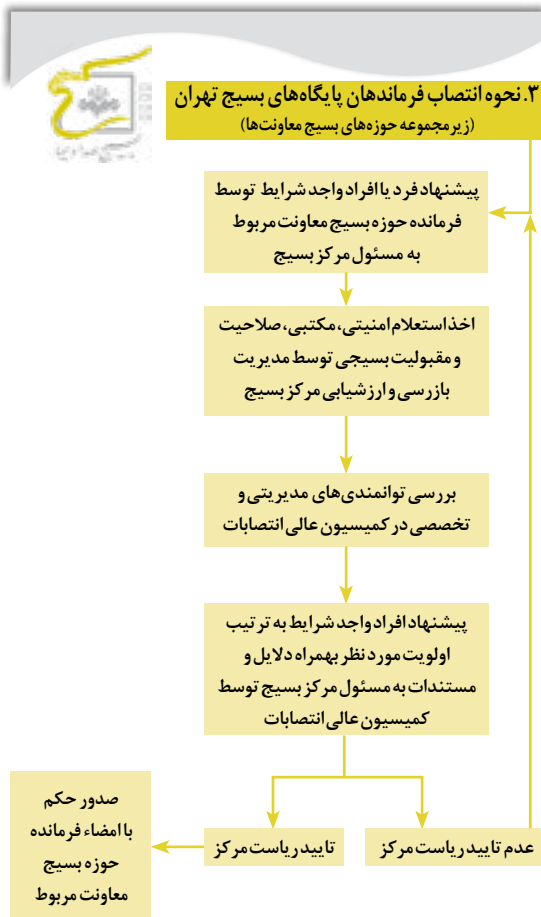 ۳. نحوه انتصاب فرماندهان پایگاه‌های بسیج تهران
(زیرمجموعه حوزه‌های بسیج معاونت‌ها)
پیشنهاد فرد یا افراد واجد شرایط توسط
فرمانده حوزه بسیج معاونت مربوط
به مسئول مرکز بسیج
اخذ استعلام امنیتی، مکتبی، صلاحیت
و مقبولیت بسیجی توسط مدیریت
بازرسی و ارزشیابی مرکز بسیج
بررسی توانمندی‌های مدیریتی و
تخصصی در کمیسیون عالی انتصابات
پیشنهاد افراد واجد شرایط به ترتیب
اولویت مورد نظر بهمراه دلایل و
مستندات به مسئول مرکز بسیج توسط
کمیسیون عالی انتصابات
عدم تایید ریاست مرکز
تایید ریاست مرکز
صدور حکم
با امضاء فرمانده
حوزه بسیج
معاونت مربوط